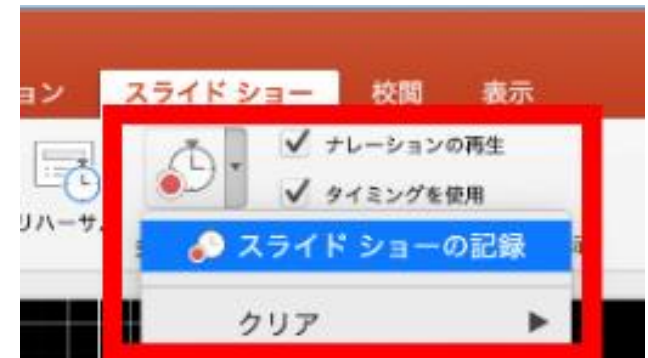 ョン スライド ショー 校閲 表示
ナレーションの再生
タイミングを使用
リハーサ
スライド ショーの記録
クリア